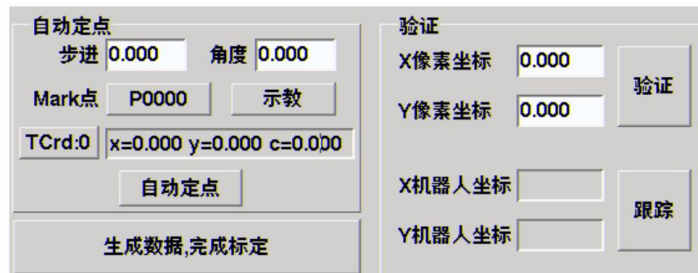 自动定点
步进 0.000 角度 0.000
Mark点 P0000 示教
TCrd:0 x=0.000 y=0.000 c=0.000
自动定点
生成数据,完成标定
验证
X像素坐标 0.000
Y像素坐标 0.000
验证
X机器人坐标
Y机器人坐标
跟踪